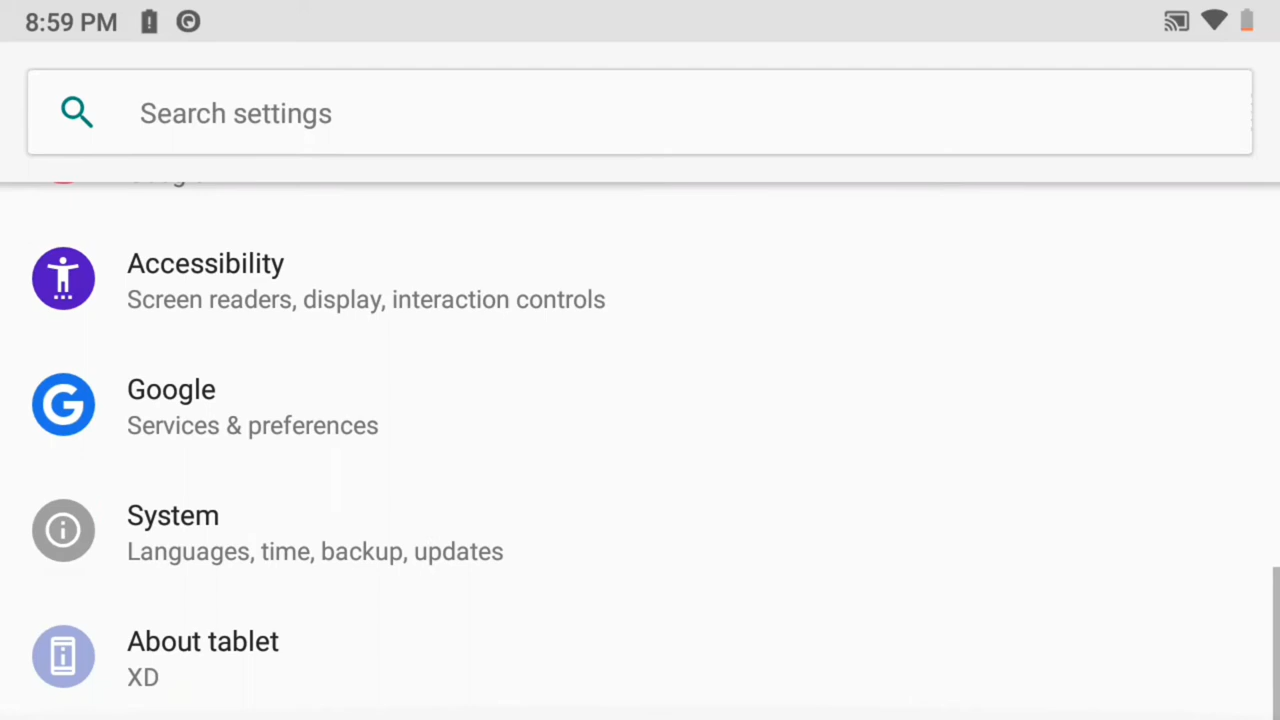 8:59 PM
Search settings
Accessibility
Screen readers, display, interaction controls
Google
Services & preferences
System
Languages, time, backup, updates
About tablet
XD